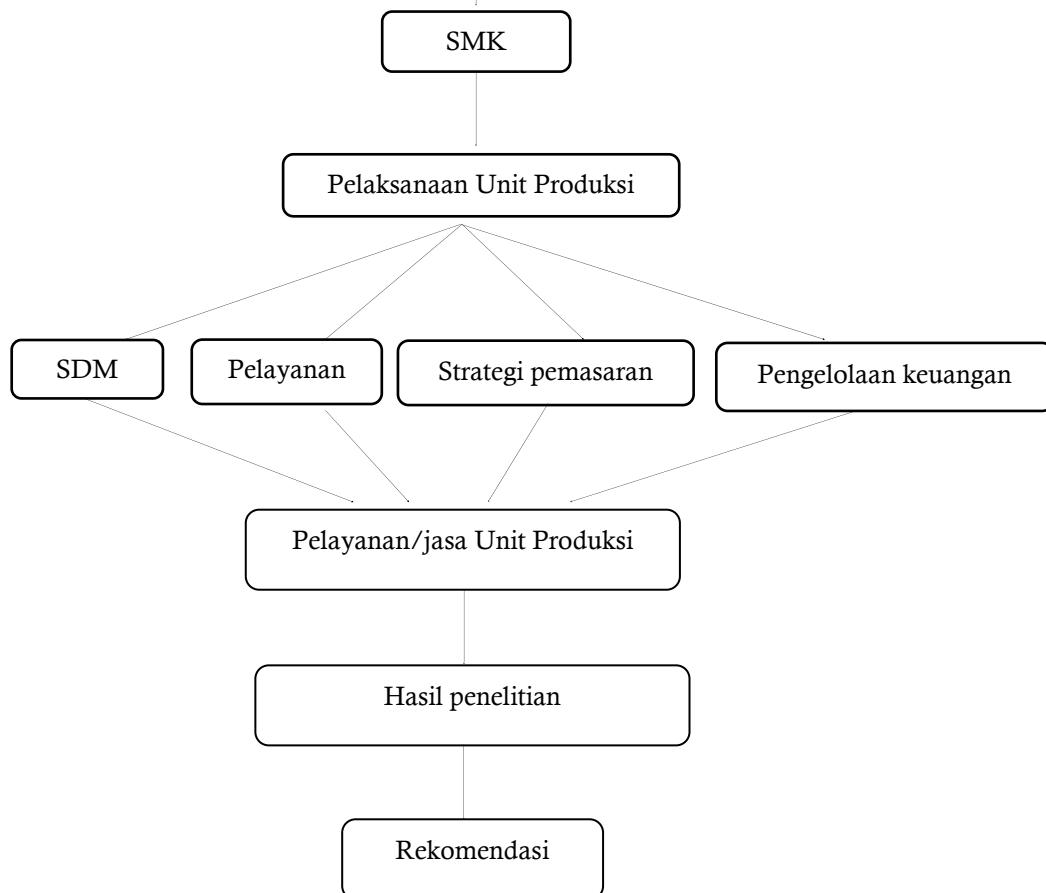 SMK
Pelaksanaan Unit Produksi
SDM
Pelayanan
Strategi pemasaran
Pengelolaan keuangan
Pelayanan/jasa Unit Produksi
Hasil penelitian
Rekomendasi